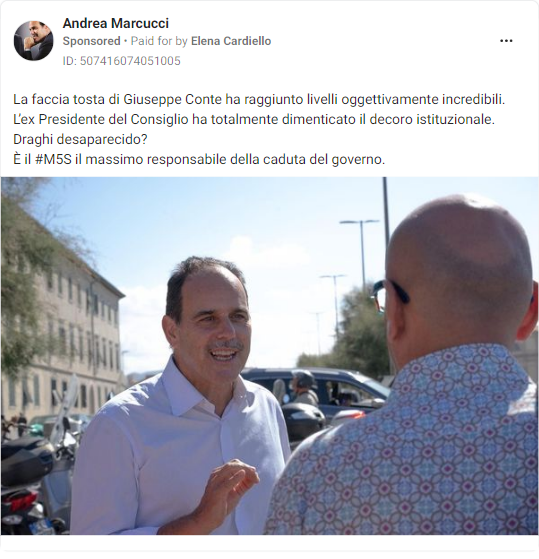 Andrea Marcucci
Sponsored • Paid for by Elena Cardiello
ID: 507416074051005
La faccia tosta di Giuseppe Conte ha raggiunto livelli oggettivamente incredibili.
L'ex Presidente del Consiglio ha totalmente dimenticato il decoro istituzionale.
Draghi desaparecido?
È il #M5S il massimo responsabile della caduta del governo.